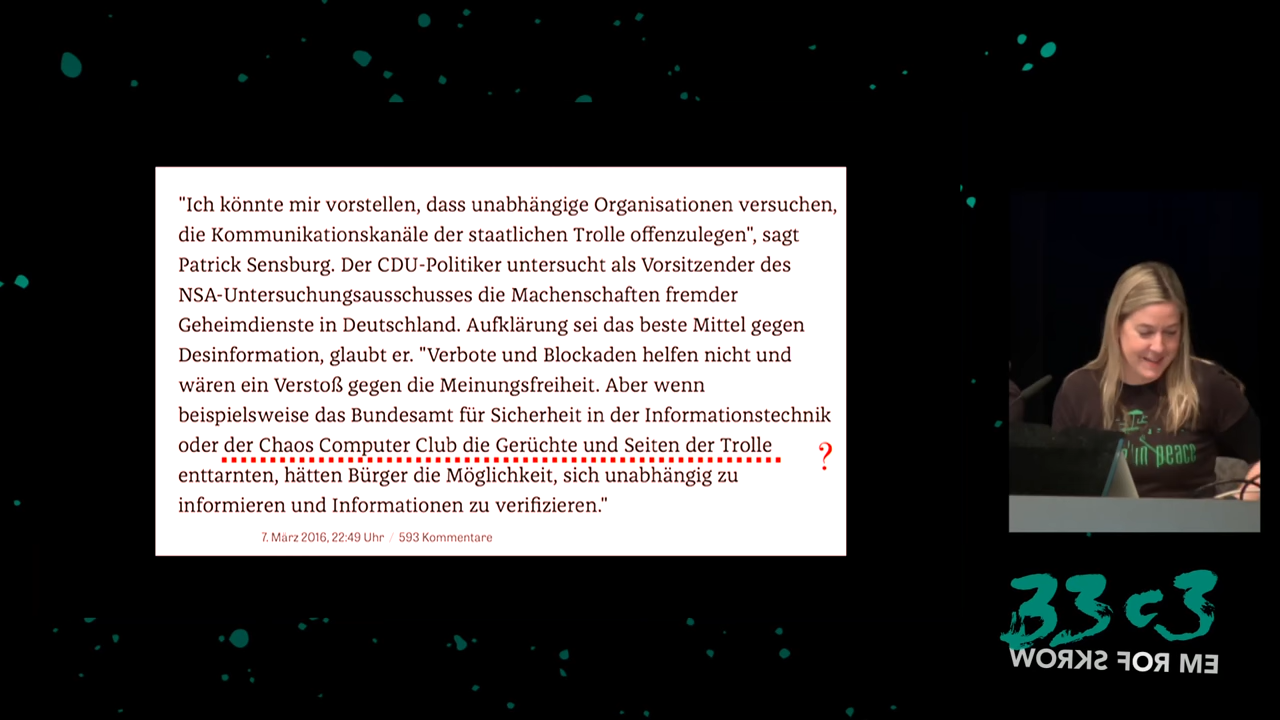 "Ich könnte mir vorstellen, dass unabhängige Organisationen versuchen,
die Kommunikationskanäle der staatlichen Trolle offenzulegen", sagt
Patrick Sensburg. Der CDU-Politiker untersucht als Vorsitzender des
NSA-Untersuchungsausschusses die Machenschaften fremder
Geheimdienste in Deutschland. Aufklärung sei das beste Mittel gegen
Desinformation, glaubt er. "Verbote und Blockaden helfen nicht und
wären ein Verstoß gegen die Meinungsfreiheit. Aber wenn
beispielsweise das Bundesamt für Sicherheit in der Informationstechnik
oder der Chaos Computer Club die Gerüchte und Seiten der Trolle ?
enttarnten, hätten Bürger die Möglichkeit, sich unabhängig zu
informieren und Informationen zu verifizieren."
7. März 2016, 22:49 Uhr / 593 Kommentare
in peace
33c3
WORKS FOR ME